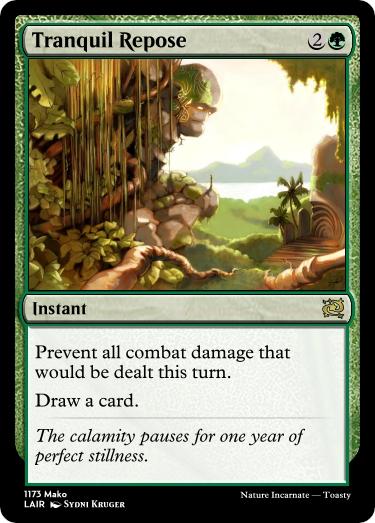 Tranquil Repose 2
Instant
Prevent all combat damage that
would be dealt this turn.
Draw a card.
The calamity pauses for one year of
perfect stillness.
1173 Mako
LAIR Sydni Kruger
Nature Incarnate — Toasty